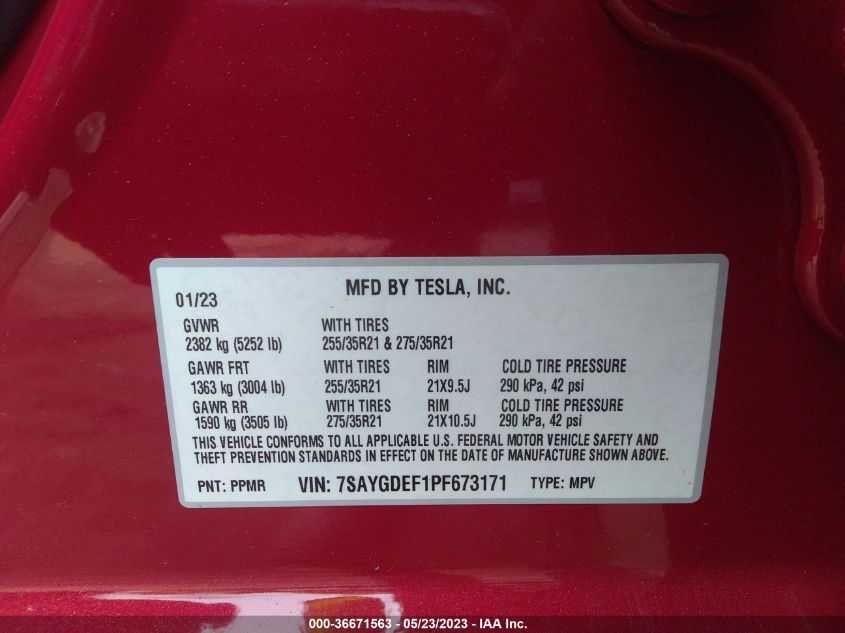 MFD BY TESLA, INC.
01/23
GVWR WITH TIRES
2382 kg (5252 lb) 255/35R21 & 275/35R21
GAWR FRT WITH TIRES RIM COLD TIRE PRESSURE
1363 kg (3004 lb) 255/35R21 21X9.5J 290 kPa, 42 psi
GAWR RR WITH TIRES RIM COLD TIRE PRESSURE
1590 kg (3505 lb) 275/35R21 21X10.5J 290 kPa, 42 psi
THIS VEHICLE CONFORMS TO ALL APPLICABLE U.S. FEDERAL MOTOR VEHICLE SAFETY AND
THEFT PREVENTION STANDARDS IN EFFECT ON THE DATE OF MANUFACTURE SHOWN ABOVE.
PNT: PPMR VIN: 7SAYGDEF1PF673171 TYPE: MPV
000-36671563 - 05/23/2023 - IAA Inc.